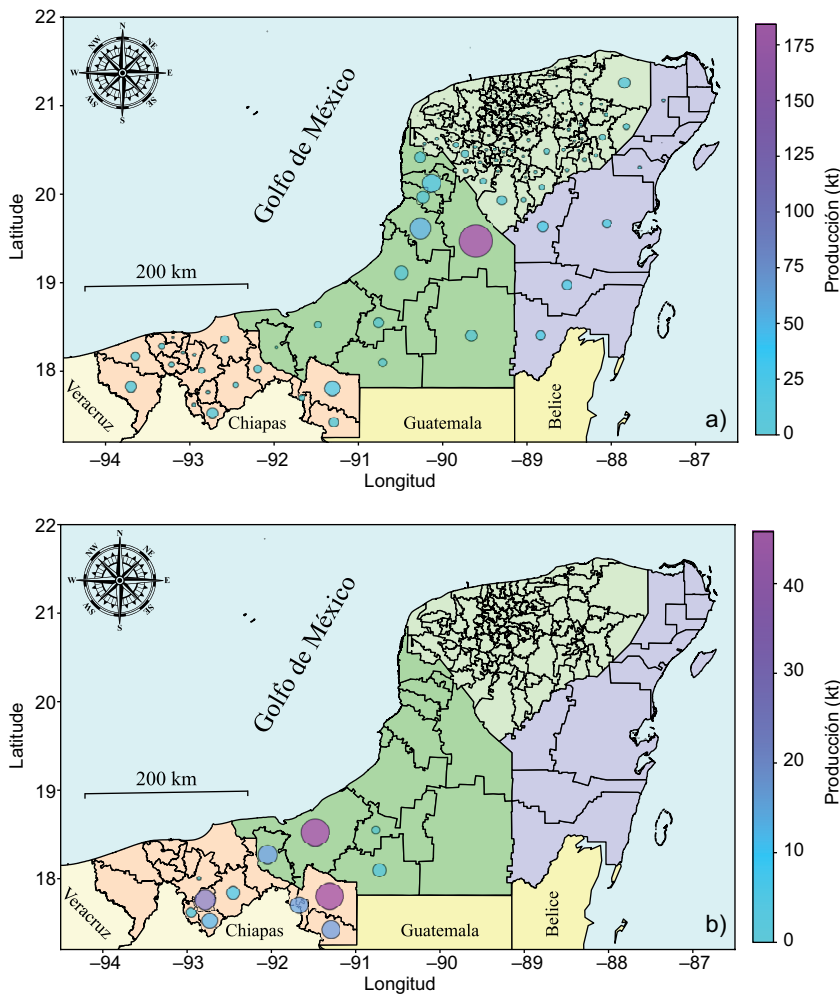 22
21
20
19
18
Latitude
N
NE
E
SE
S
SW
W
NW
Golfo de México
200 km
Veracruz
Chiapas
Guatemala
Belice
a)
–94
–93
–92
–91
–90
–89
–88
–87
Longitud
175
150
125
100
75
50
25
0
Producción (kt)
22
21
20
19
18
Latitude
N
NE
E
SE
S
SW
W
NW
Golfo de México
200 km
Veracruz
Chiapas
Guatemala
Belice
b)
–94
–93
–92
–91
–90
–89
–88
–87
Longitud
40
30
20
10
0
Producción (kt)